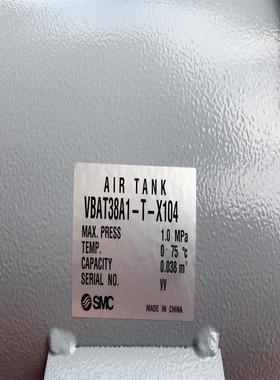 AIR TANK
VBAT38A1-T-X104
MAX. PRESS 1.0 MPa
TEMP. 0-75 ℃
CAPACITY 0.038 m³
SERIAL NO. yy
SMC MADE IN CHINA